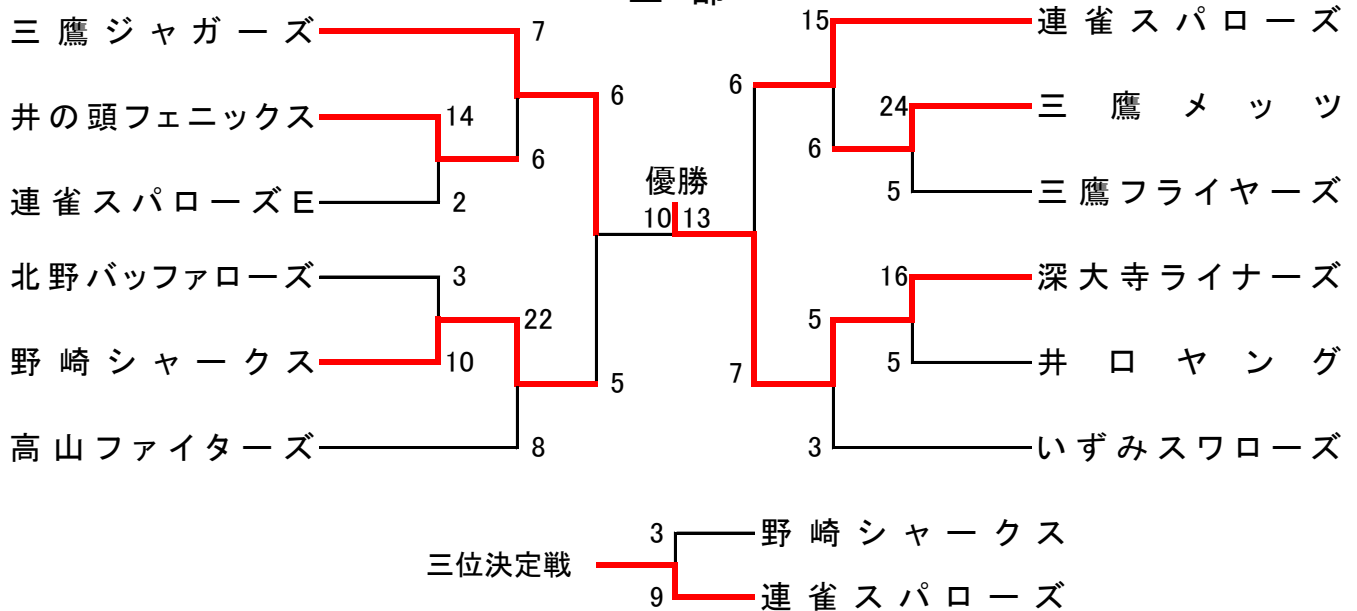 三鷹ジャガーズ
7
15
連雀スパローズ
6
6
井の頭フェニックス
14
24
三鷹メッツ
6
6
連雀スパローズE
2
優勝
5
三鷹フライヤーズ
10 13
北野バッファローズ
3
16
深大寺ライナーズ
22
5
野崎シャークス
10
5
井口ヤング
5
7
高山ファイターズ
8
3
いずみスワローズ
3
野崎シャークス
三位決定戦
9
連雀スパローズ